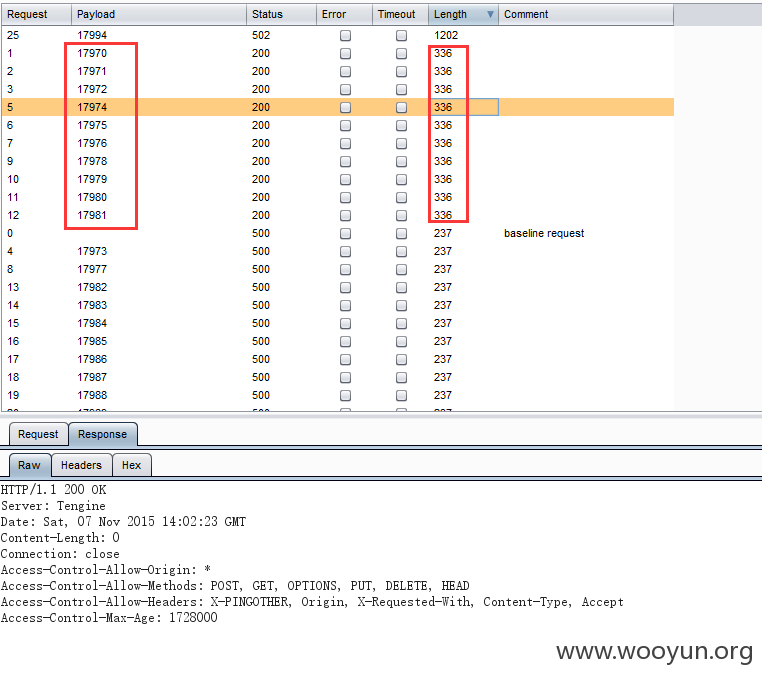 Request Payload Status Error Timeout Length Comment
25 17994 502 1202
1 17970 200 336
2 17971 200 336
3 17972 200 336
5 17974 200 336
6 17975 200 336
7 17976 200 336
9 17978 200 336
10 17979 200 336
11 17980 200 336
12 17981 200 336
0 500 237 baseline request
4 17973 500 237
8 17977 500 237
13 17982 500 237
14 17983 500 237
15 17984 500 237
16 17985 500 237
17 17986 500 237
18 17987 500 237
19 17988 500 237
Request Response
Raw Headers Hex
HTTP/1.1 200 OK
Server: Tengine
Date: Sat, 07 Nov 2015 14:02:23 GMT
Content-Length: 0
Connection: close
Access-Control-Allow-Origin: *
Access-Control-Allow-Methods: POST, GET, OPTIONS, PUT, DELETE, HEAD
Access-Control-Allow-Headers: X-PINGOTHER, Origin, X-Requested-With, Content-Type, Accept
Access-Control-Max-Age: 1728000
www.wooyun.org